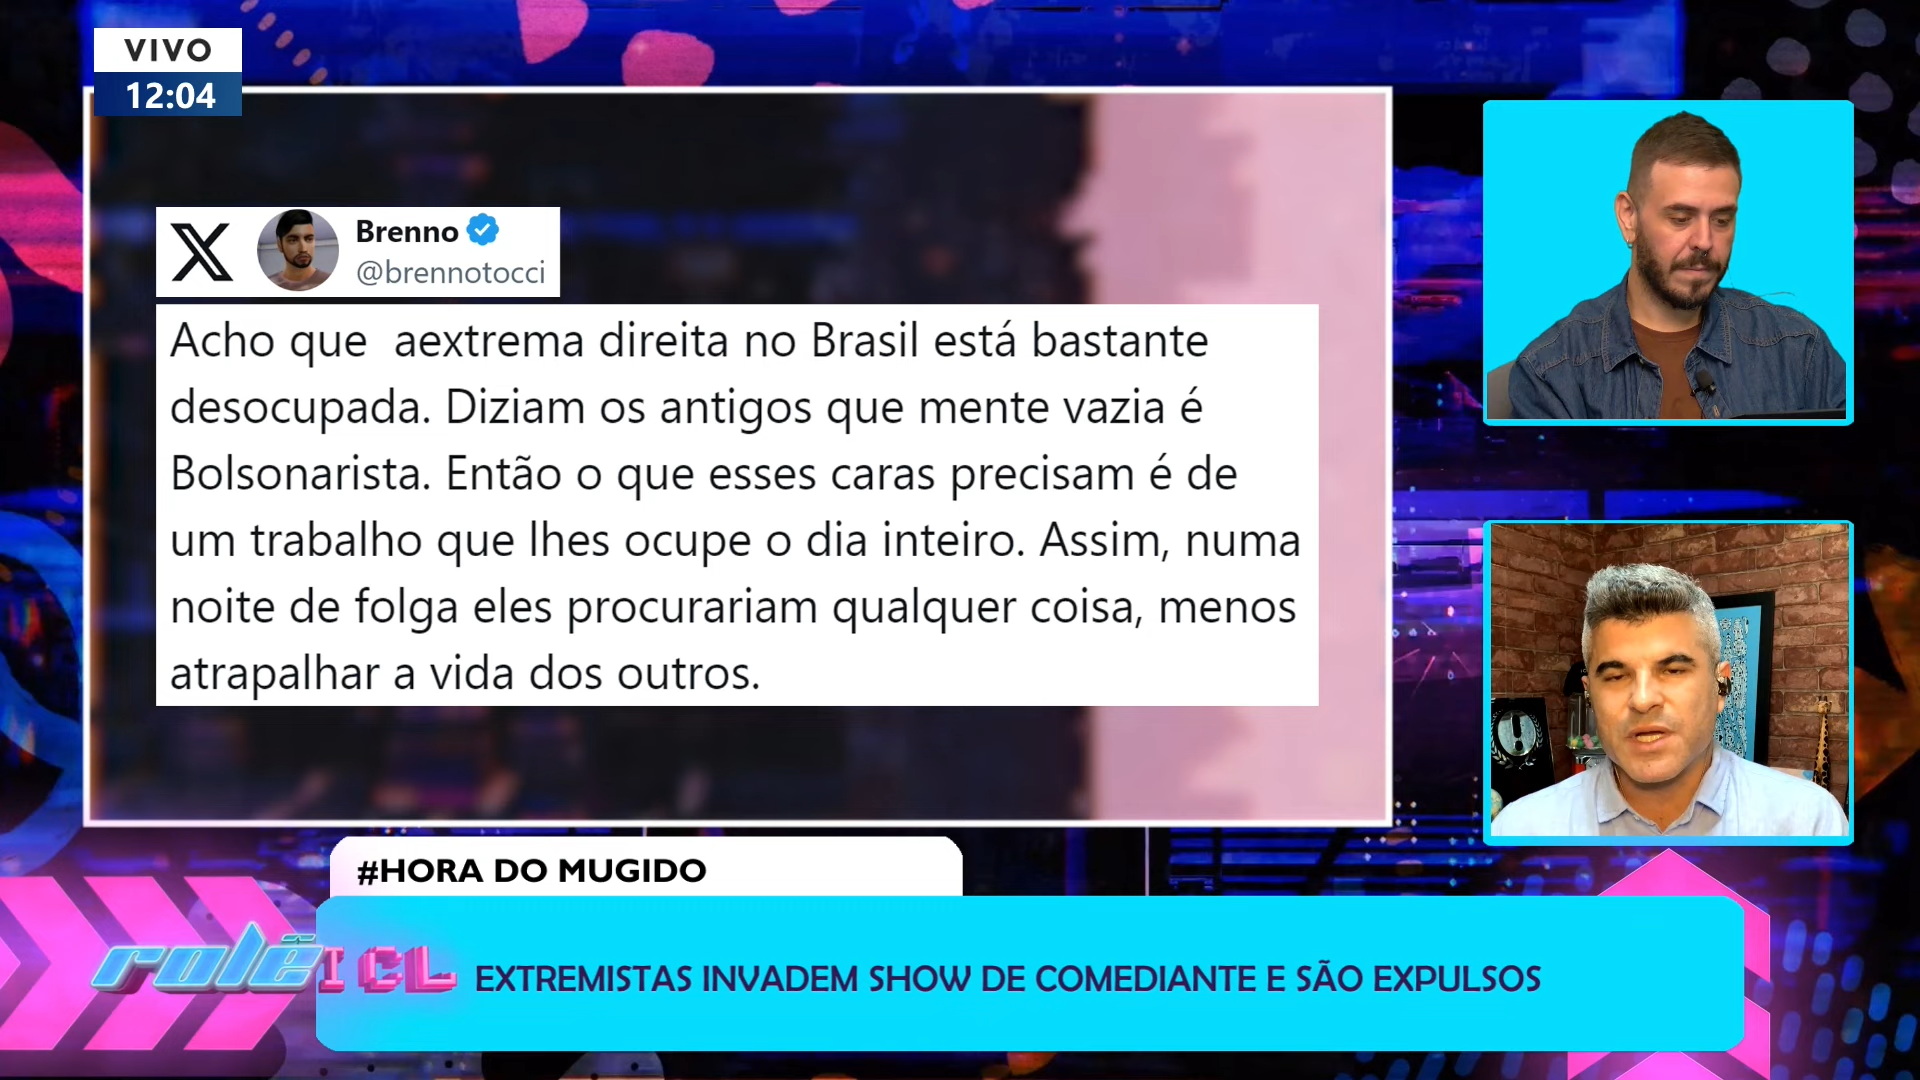 VIVO
12:04
X
Brenno
@brennotocci
Acho que  aextrema direita no Brasil está bastante
desocupada. Diziam os antigos que mente vazia é
Bolsonarista. Então o que esses caras precisam é de
um trabalho que lhes ocupe o dia inteiro. Assim, numa
noite de folga eles procurariam qualquer coisa, menos
atrapalhar a vida dos outros.
#HORA DO MUGIDO
rolê ICL
EXTREMISTAS INVADEM SHOW DE COMEDIANTE E SÃO EXPULSOS